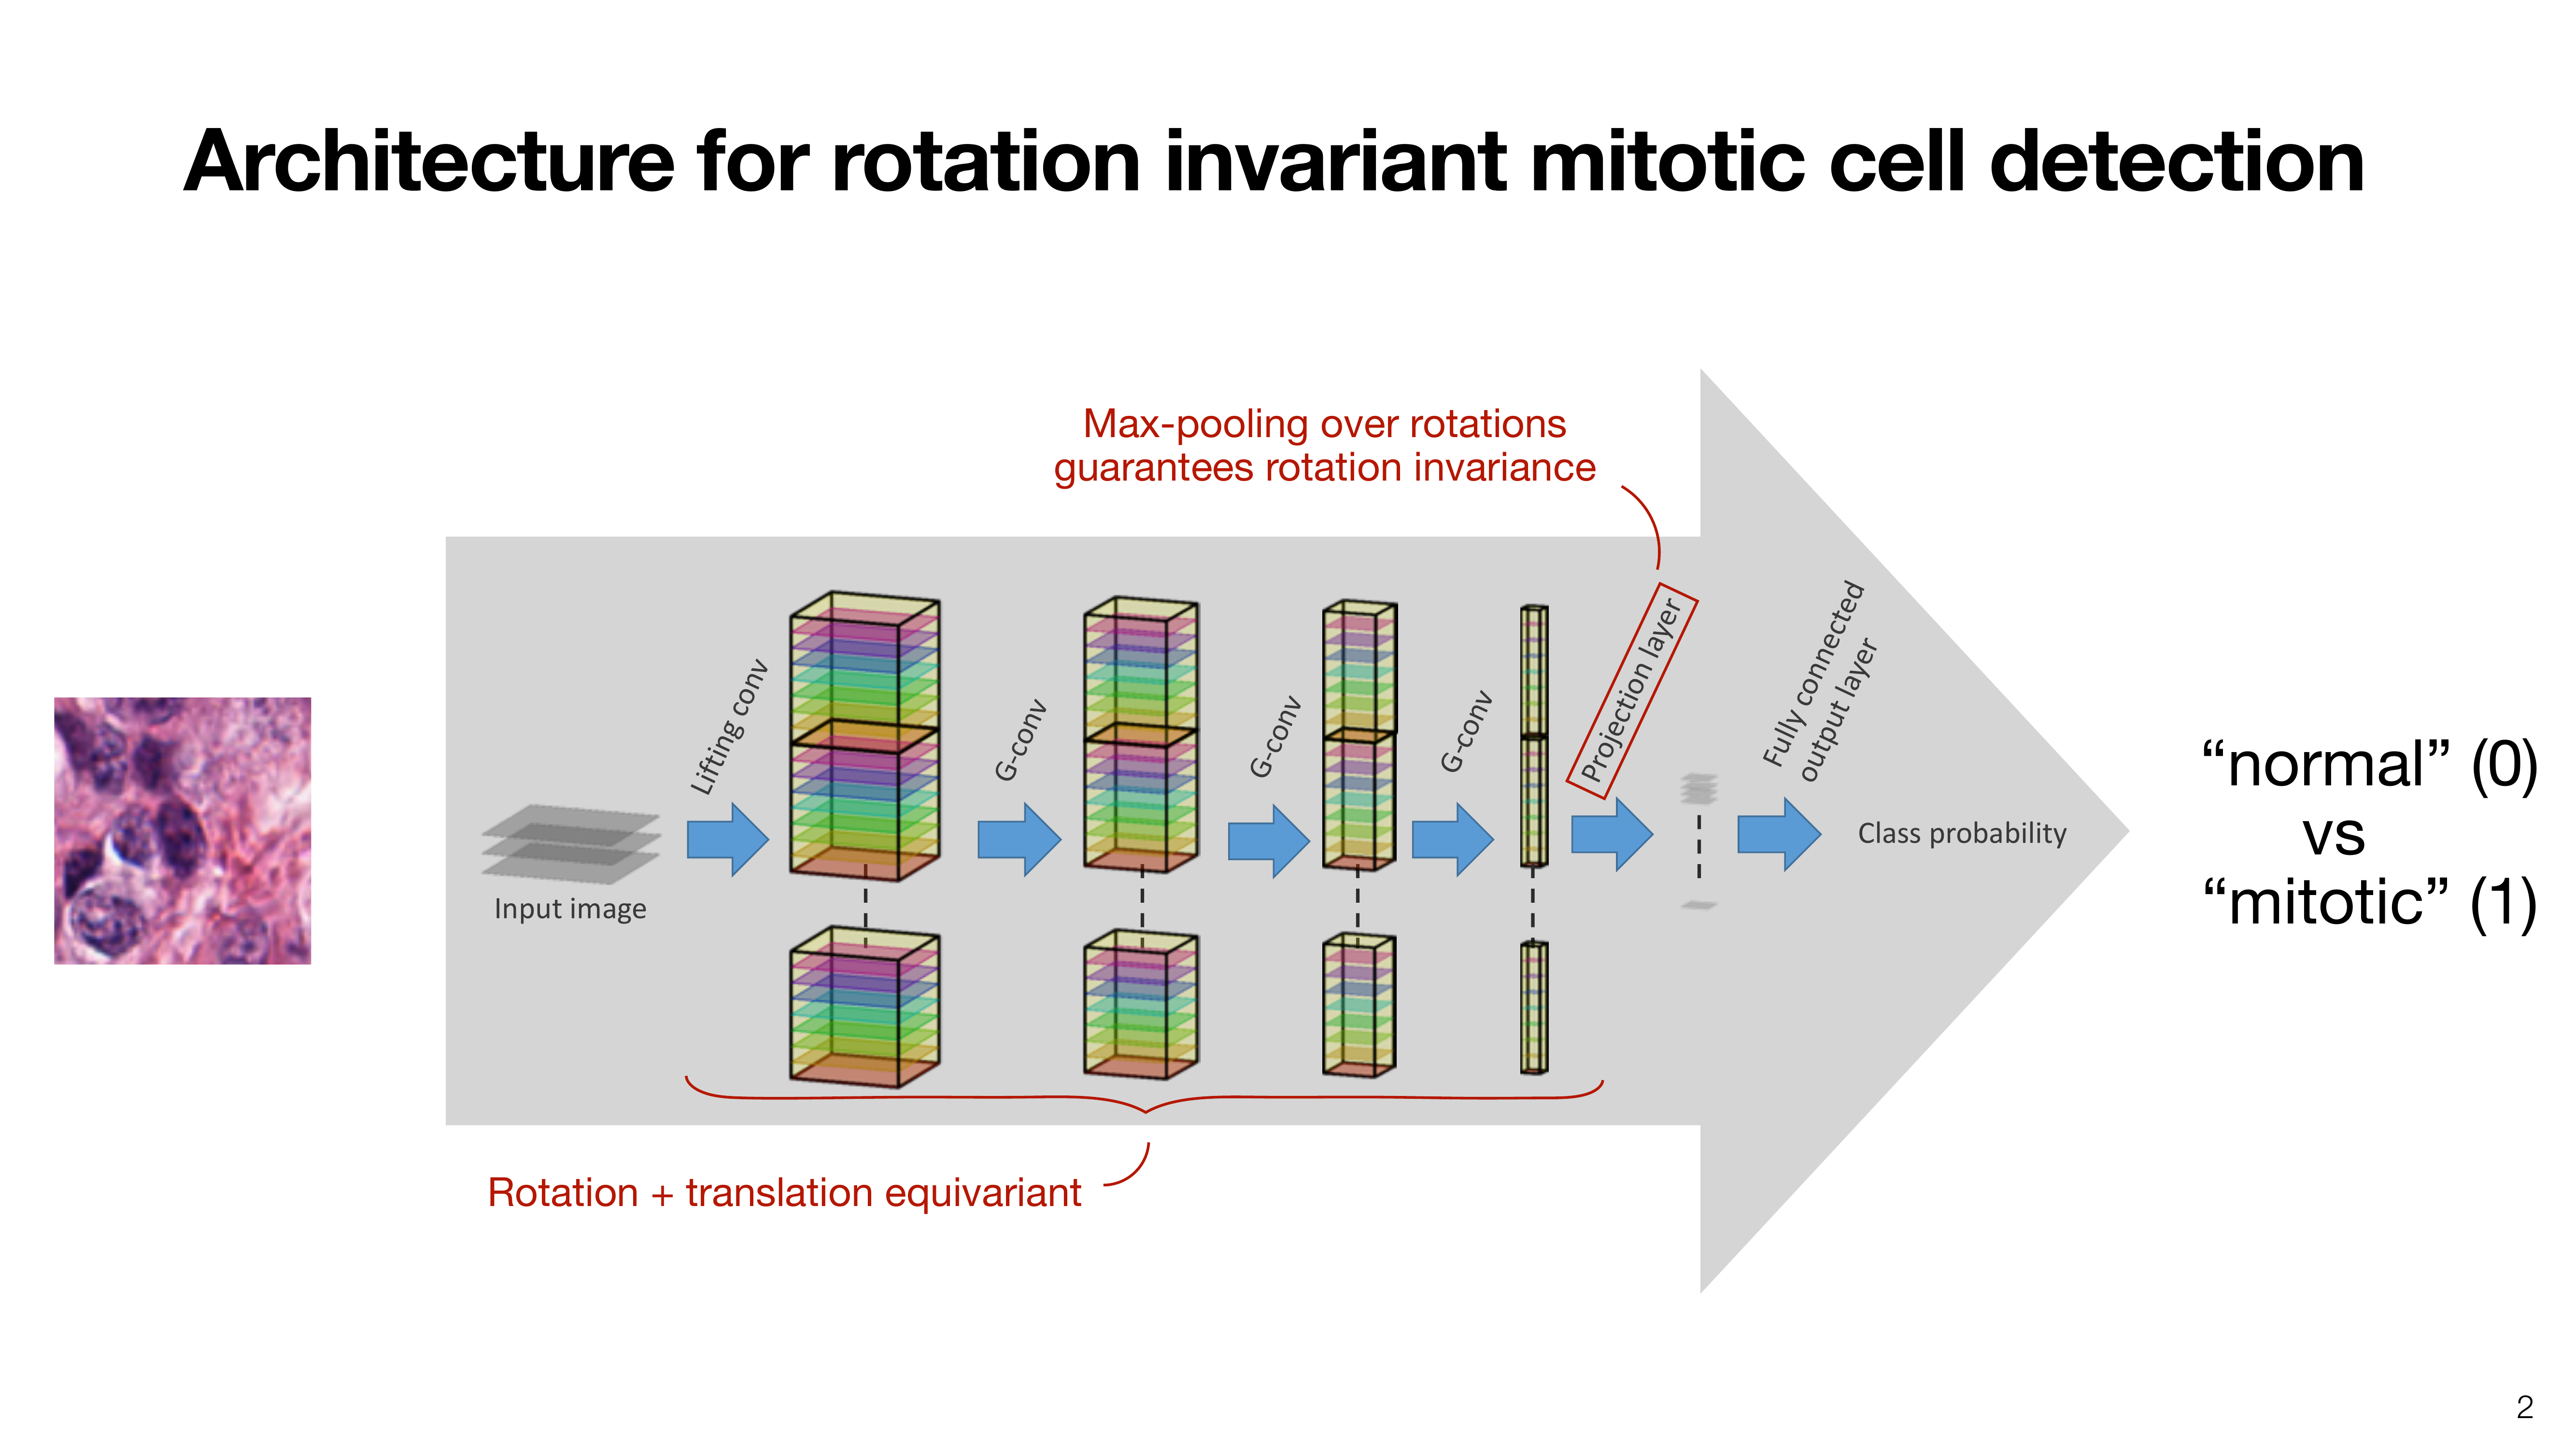 Architecture for rotation invariant mitotic cell detection
Max-pooling over rotations
guarantees rotation invariance
Input image
Lifting conv
G-conv
G-conv
G-conv
Projection layer
Fully connected
output layer
Class probability
“normal” (0)
vs
“mitotic” (1)
Rotation + translation equivariant
2